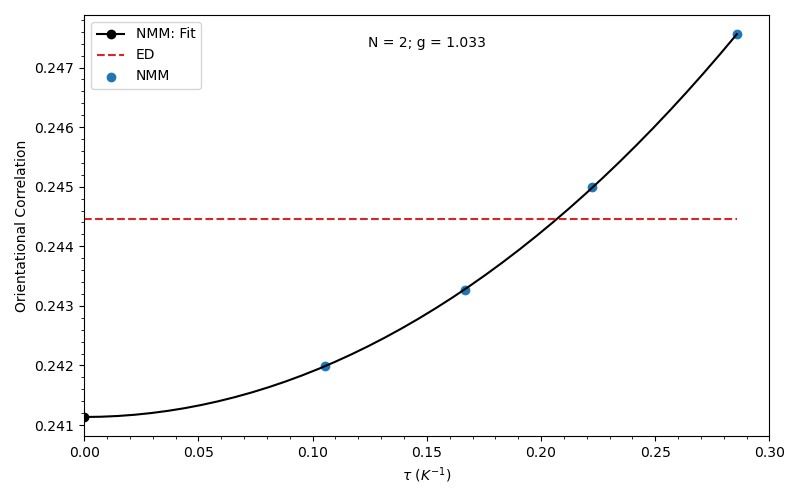 NMM: Fit
ED
NMM
N = 2; g = 1.033
Orientational Correlation
0.247
0.246
0.245
0.244
0.243
0.242
0.241
0.00 0.05 0.10 0.15 0.20 0.25 0.30
τ (K⁻¹)